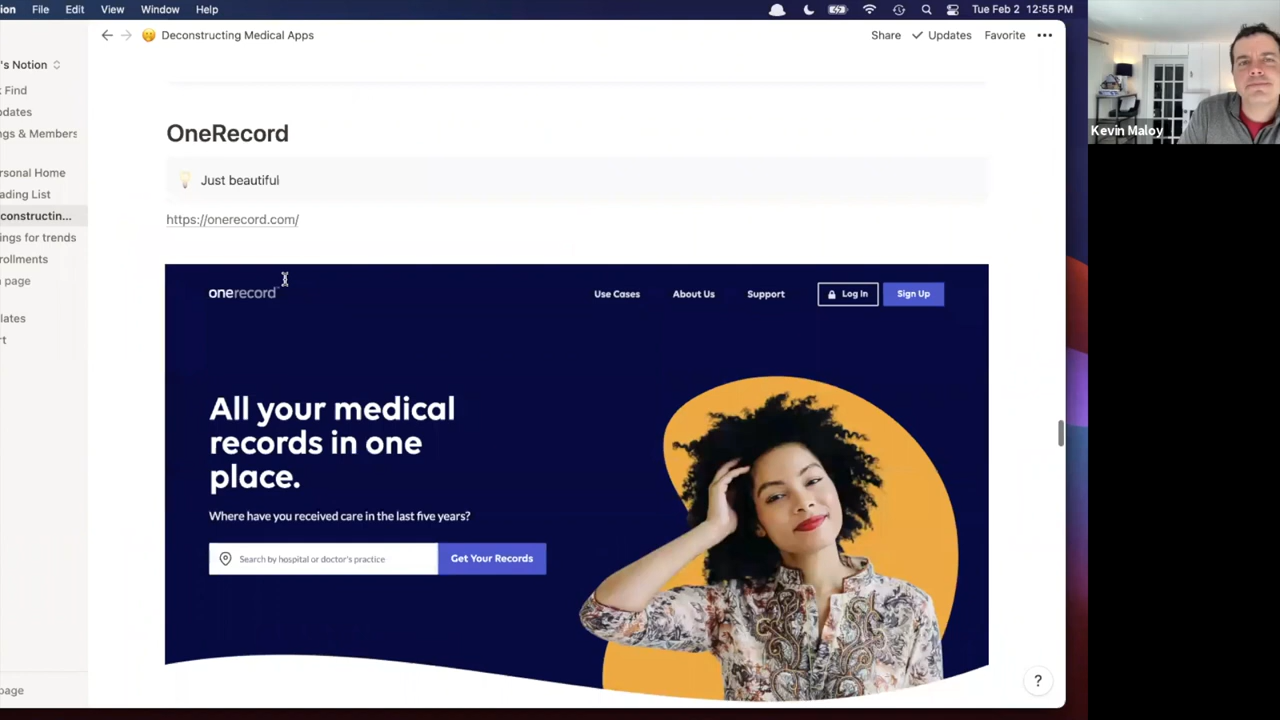 ion File Edit View Window Help Tue Feb 2 12:55 PM
Deconstructing Medical Apps Share Updates Favorite •••
's Notion
k Find
pdates
ngs & Members
rsonal Home
ading List
constructin...
ings for trends
rollments
n page
lates
rt
page
OneRecord
Just beautiful
https://onerecord.com/
onerecord Use Cases About Us Support Log In Sign Up
All your medical
records in one
place.
Where have you received care in the last five years?
Search by hospital or doctor's practice Get Your Records
?
Kevin Maloy